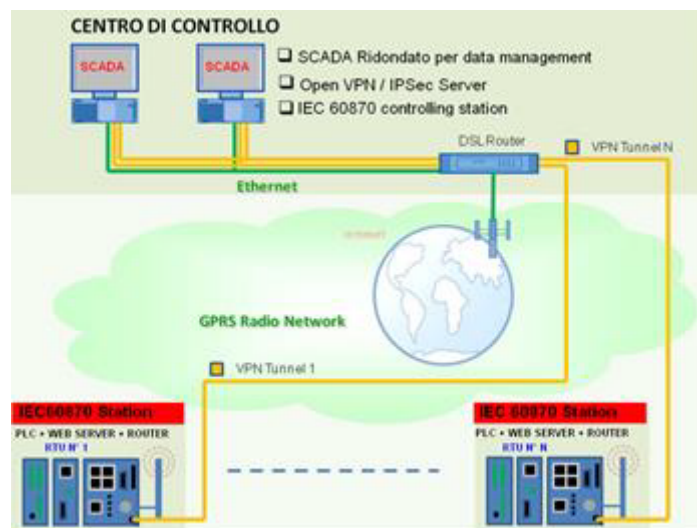 CENTRO DI CONTROLLO
SCADA
SCADA
SCADA Ridondato per data management
Open VPN / IPSec Server
IEC 60870 controlling station
DSL Router
VPN Tunnel N
Ethernet
Internet
GPRS Radio Network
VPN Tunnel 1
IEC60870 Station
PLC • WEB SERVER • ROUTER
RTU N° 1
IEC 60870 Station
PLC • WEB SERVER • ROUTER
RTU N° N